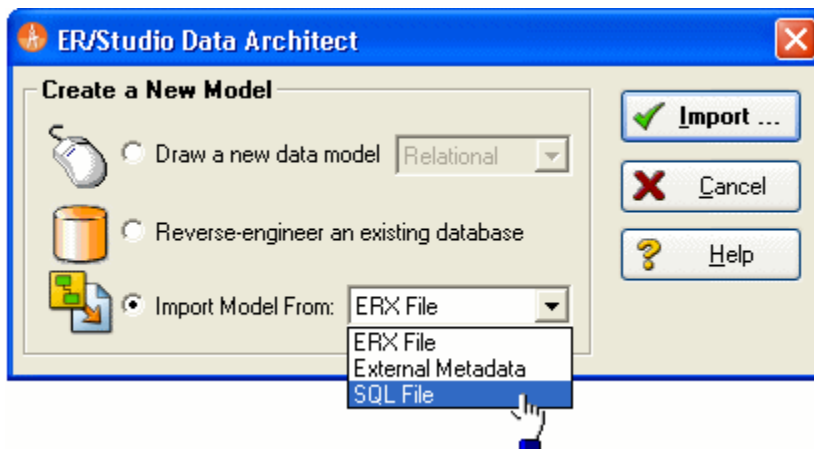 ER/Studio Data Architect
Create a New Model
Draw a new data model Relational
Reverse-engineer an existing database
Import Model From: ERX File
ERX File
External Metadata
SQL File
Import ...
Cancel
Help